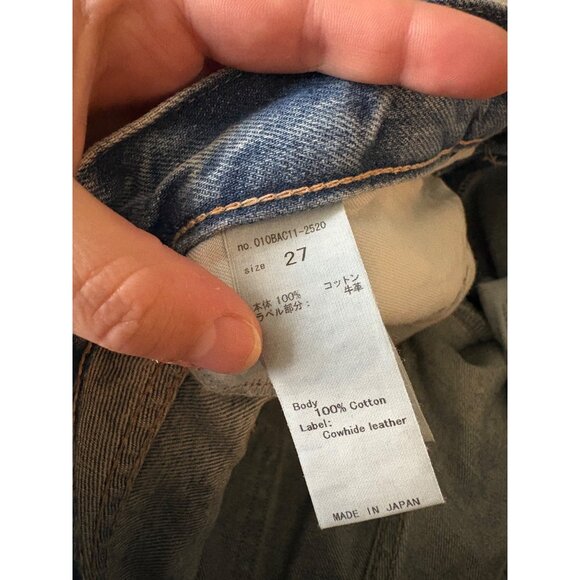 no. 010BAC11-2520
size 27
本体 100% コットン
ラベル部分: 牛革
Body
100% Cotton
Label:
Cowhide leather
MADE IN JAPAN